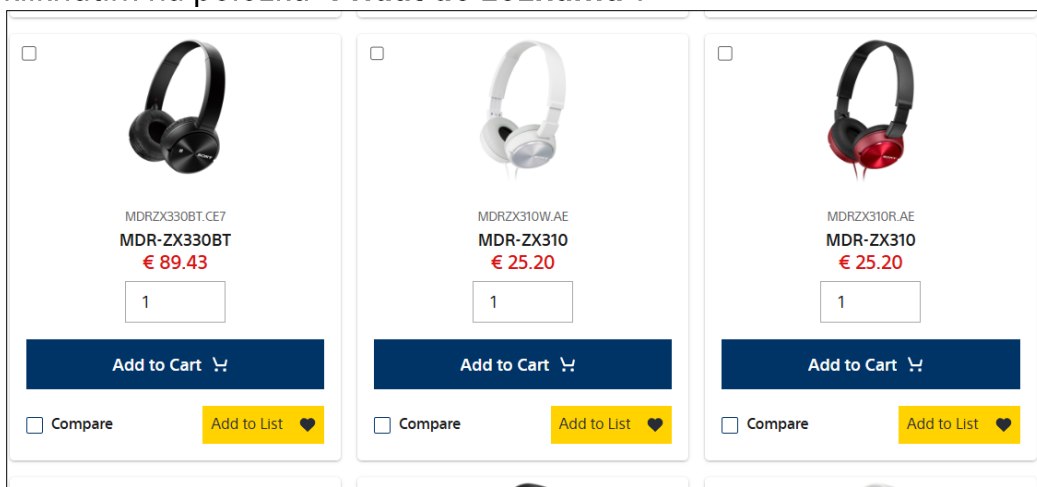 MDRZX330BT.CE7
MDR-ZX330BT
€ 89.43
1
Add to Cart
Compare
Add to List
MDRZX310W.AE
MDR-ZX310
€ 25.20
1
Add to Cart
Compare
Add to List
MDRZX310R.AE
MDR-ZX310
€ 25.20
1
Add to Cart
Compare
Add to List